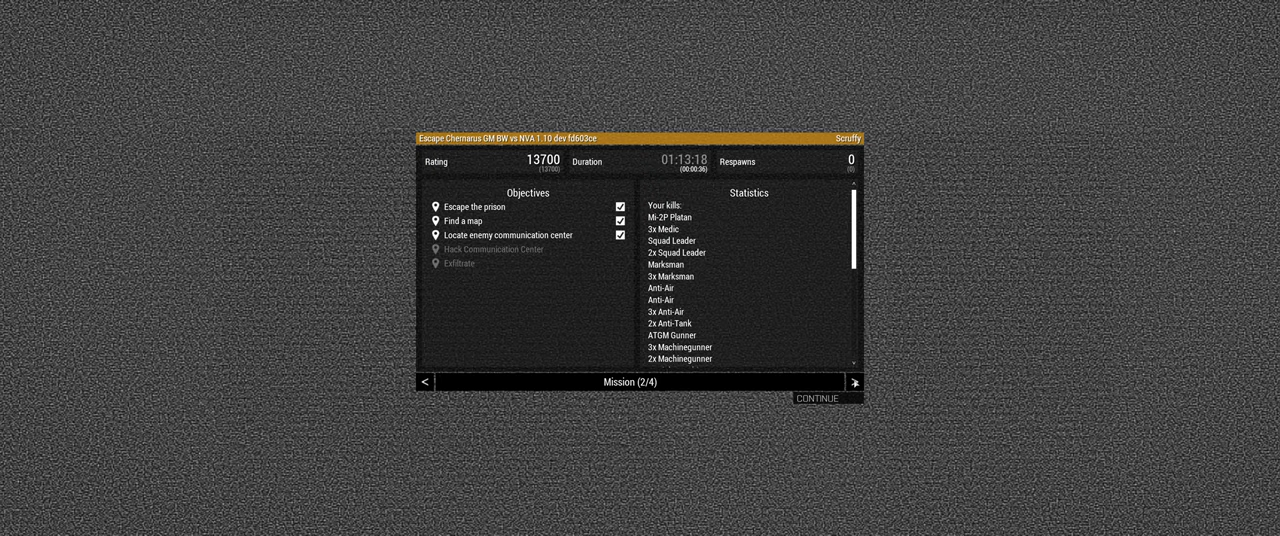 Escape Chernarus GM BW vs NVA 1.10 dev fd603ce Scruffy
Rating 13700 (13700) Duration 01:13:18 (00:00:36) Respawns 0 (0)
Objectives
Escape the prison
Find a map
Locate enemy communication center
Hack Communication Center
Exfiltrate
Statistics
Your kills:
Mi-2P Platan
3x Medic
Squad Leader
2x Squad Leader
Marksman
3x Marksman
Anti-Air
Anti-Air
3x Anti-Air
2x Anti-Tank
ATGM Gunner
3x Machinegunner
2x Machinegunner
< Mission (2/4) >
CONTINUE